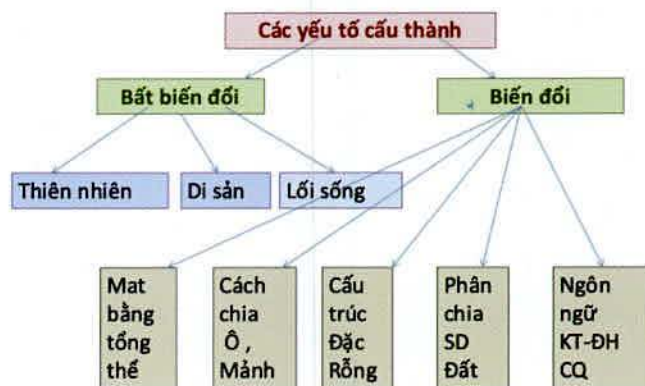 Các yếu tố cấu thành
Bất biến đổi
Biến đổi
Thiên nhiên
Di sản
Lối sống
Mat
bằng
tổng
thể
Cách
chia
Ô ,
Mảnh
Cấu
trúc
Đặc
Rỗng
Phân
chia
SD
Đất
Ngôn
ngữ
KT-ĐH
CQ